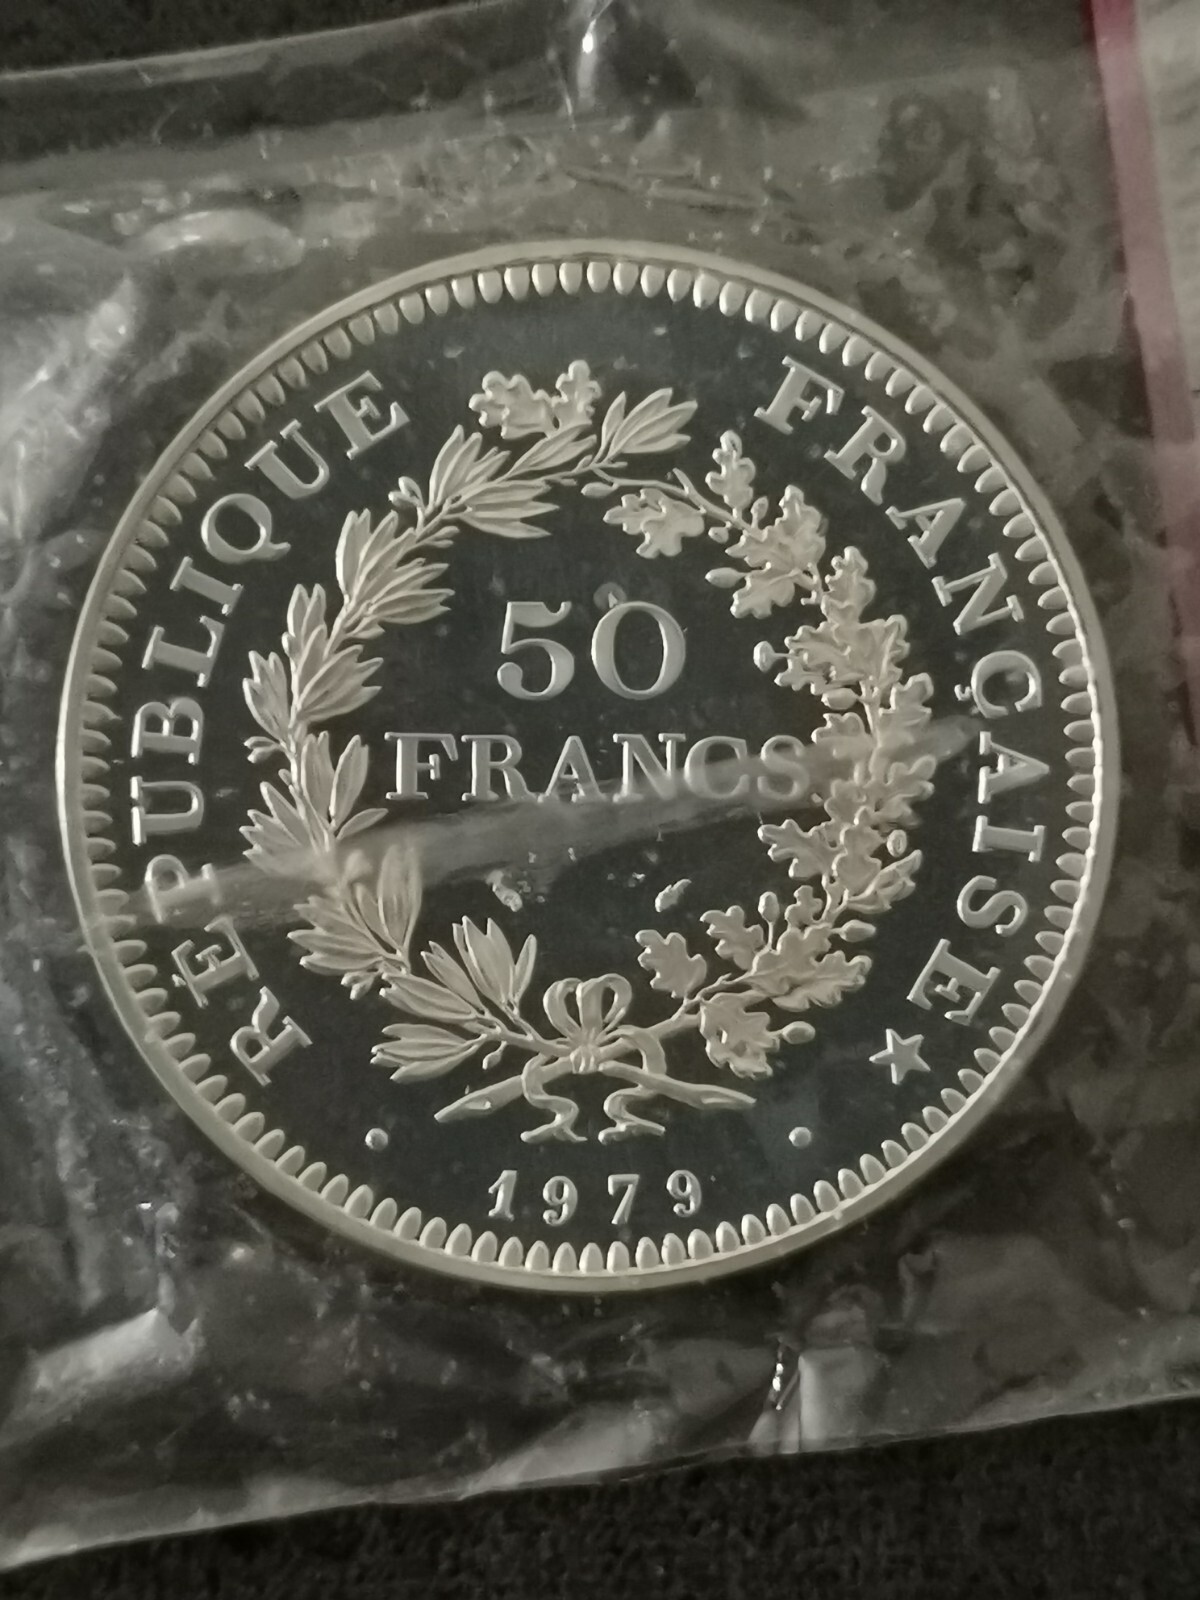 RÉPUBLIQUE FRANÇAISE ★
50
FRANCS
1979